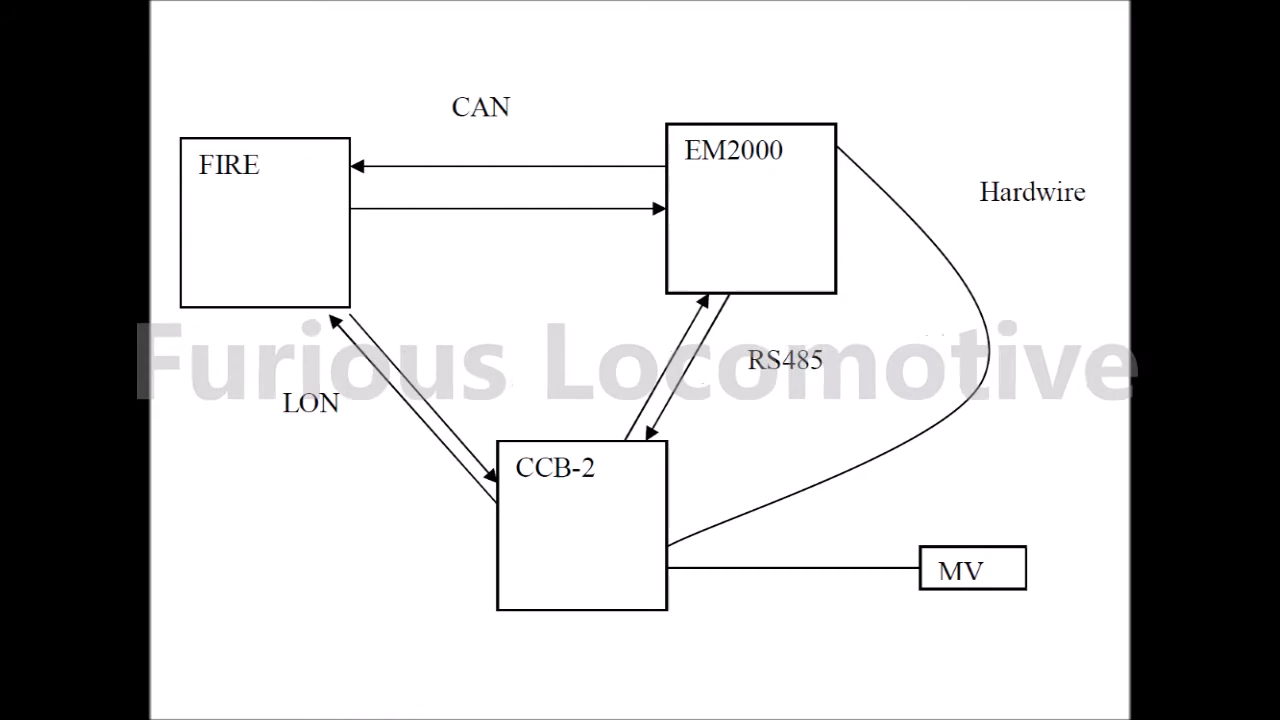 CAN
FIRE
EM2000
Hardwire
Furious Locomotive
RS485
LON
CCB-2
MV